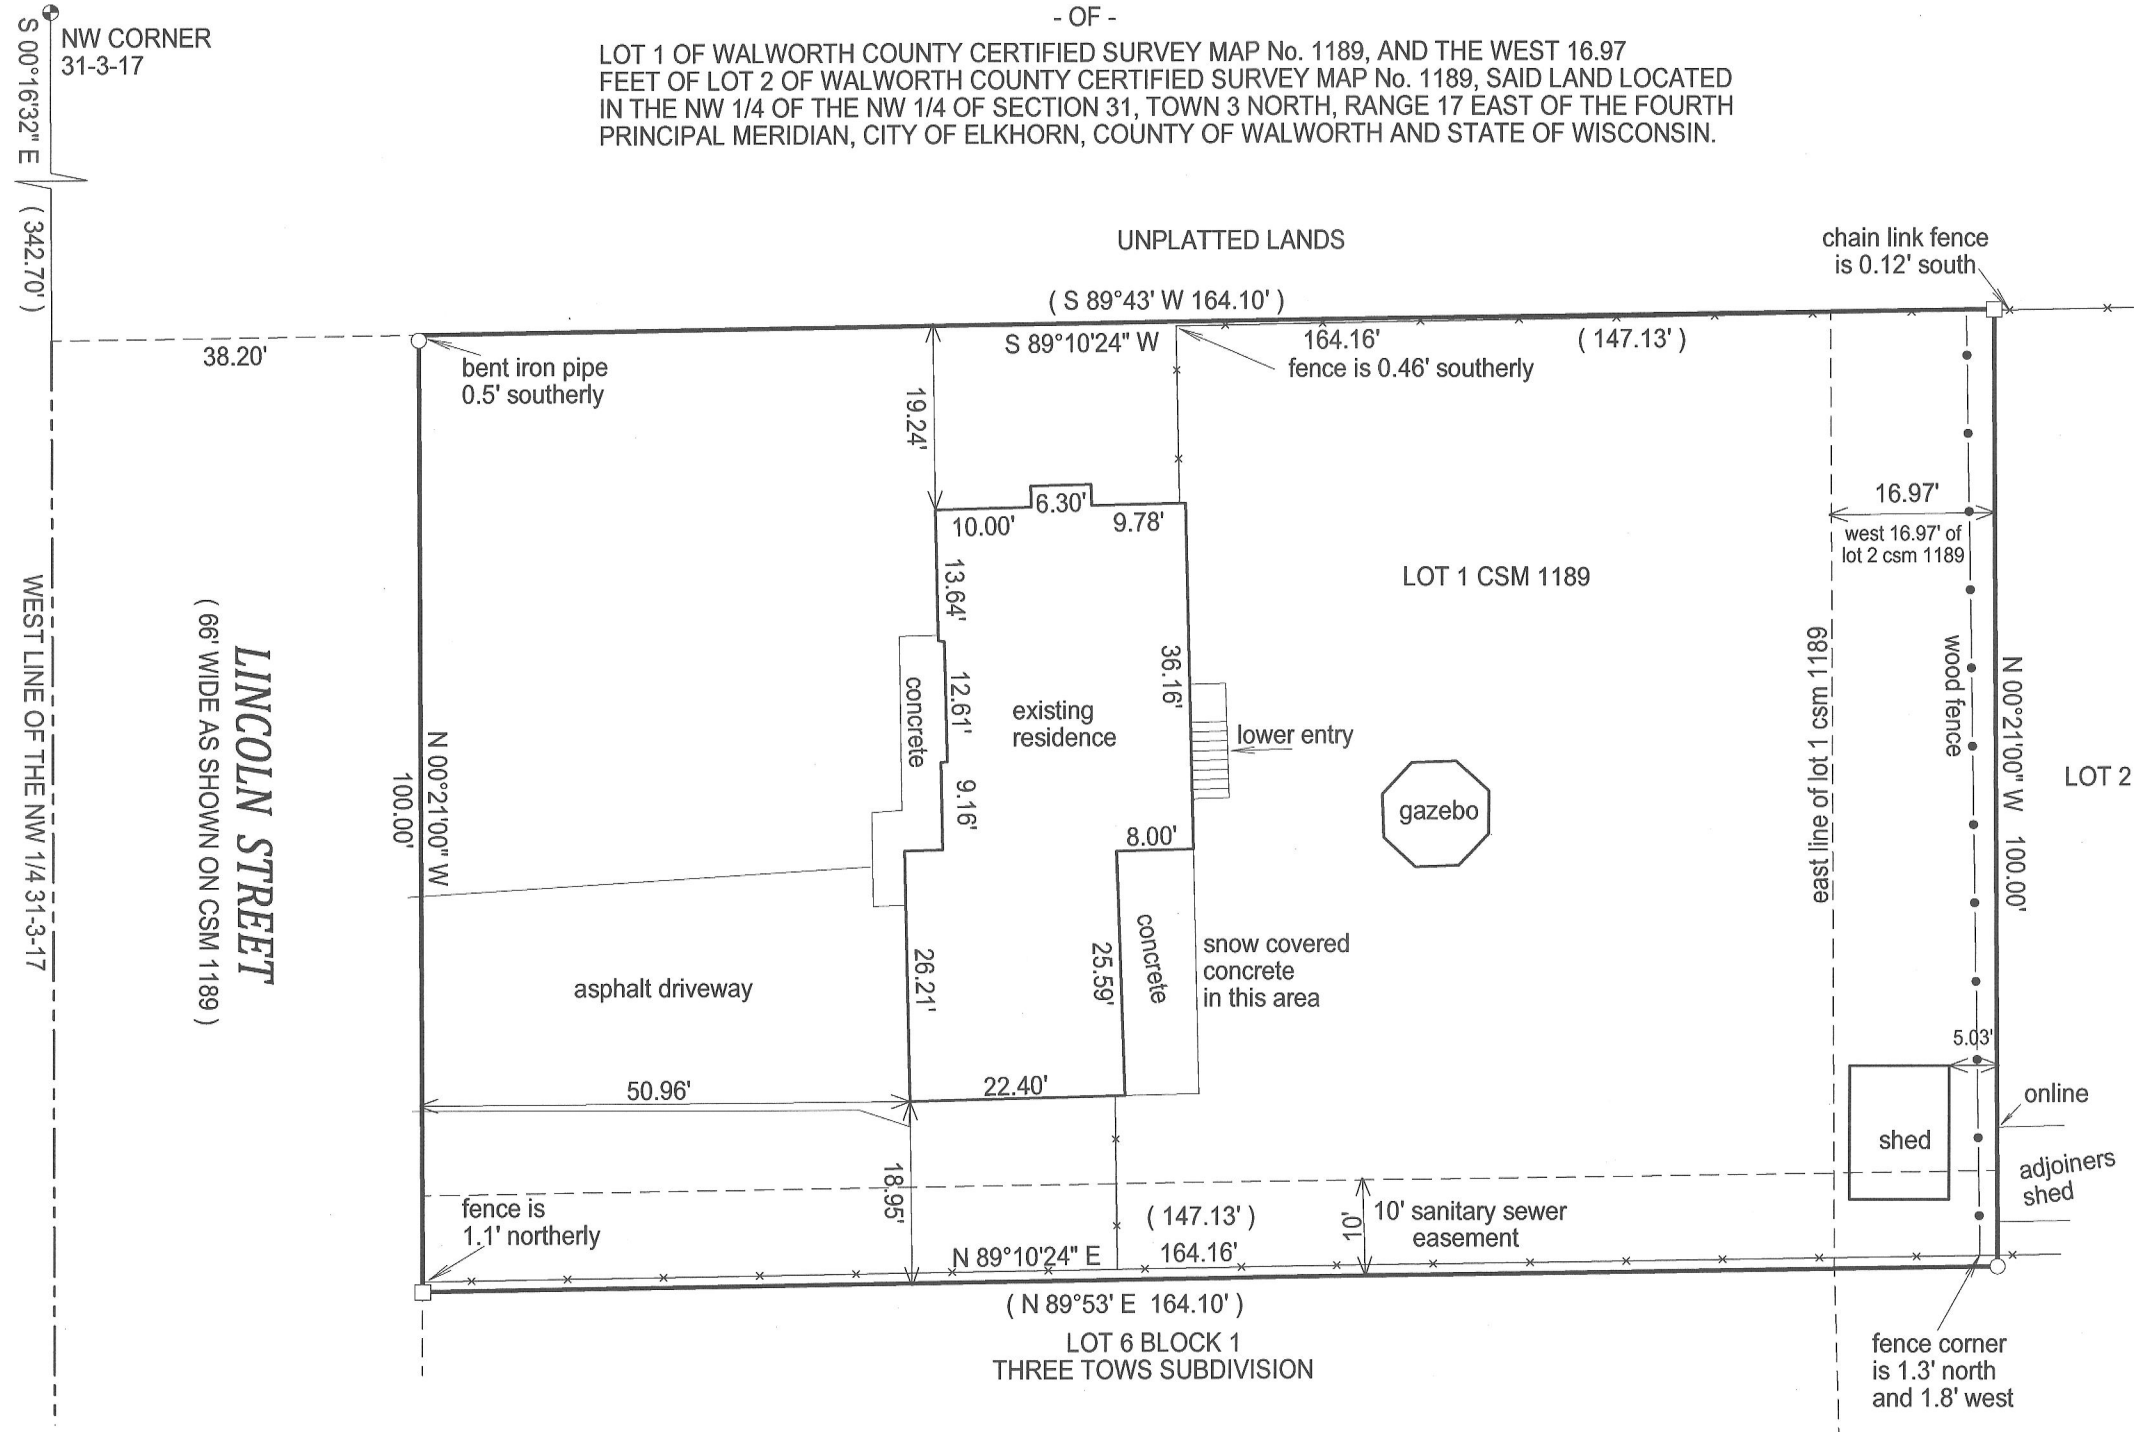 - OF -
LOT 1 OF WALWORTH COUNTY CERTIFIED SURVEY MAP No. 1189, AND THE WEST 16.97
FEET OF LOT 2 OF WALWORTH COUNTY CERTIFIED SURVEY MAP No. 1189, SAID LAND LOCATED
IN THE NW 1/4 OF THE NW 1/4 OF SECTION 31, TOWN 3 NORTH, RANGE 17 EAST OF THE FOURTH
PRINCIPAL MERIDIAN, CITY OF ELKHORN, COUNTY OF WALWORTH AND STATE OF WISCONSIN.
NW CORNER
31-3-17
S 00°16'32" E
( 342.70' )
UNPLATTED LANDS
chain link fence
is 0.12' south
( S 89°43' W 164.10' )
S 89°10'24" W
164.16'
( 147.13' )
38.20'
bent iron pipe
0.5' southerly
fence is 0.46' southerly
19.24'
6.30'
10.00'
9.78'
16.97'
west 16.97' of
lot 2 csm 1189
LOT 1 CSM 1189
13.64'
12.61'
9.16'
36.16'
concrete
existing
residence
lower entry
gazebo
east line of lot 1 csm 1189
wood fence
N 00°21'00" W 100.00'
LOT 2
WEST LINE OF THE NW 1/4 31-3-17
LINCOLN STREET
( 66' WIDE AS SHOWN ON CSM 1189 )
N 00°21'00" W
100.00'
8.00'
26.21'
25.59'
concrete
snow covered
concrete
in this area
asphalt driveway
50.96'
22.40'
5.03'
online
shed
adjoiners
shed
18.95'
fence is
1.1' northerly
( 147.13' )
N 89°10'24" E
164.16'
10'
10' sanitary sewer
easement
( N 89°53' E 164.10' )
LOT 6 BLOCK 1
THREE TOWS SUBDIVISION
fence corner
is 1.3' north
and 1.8' west